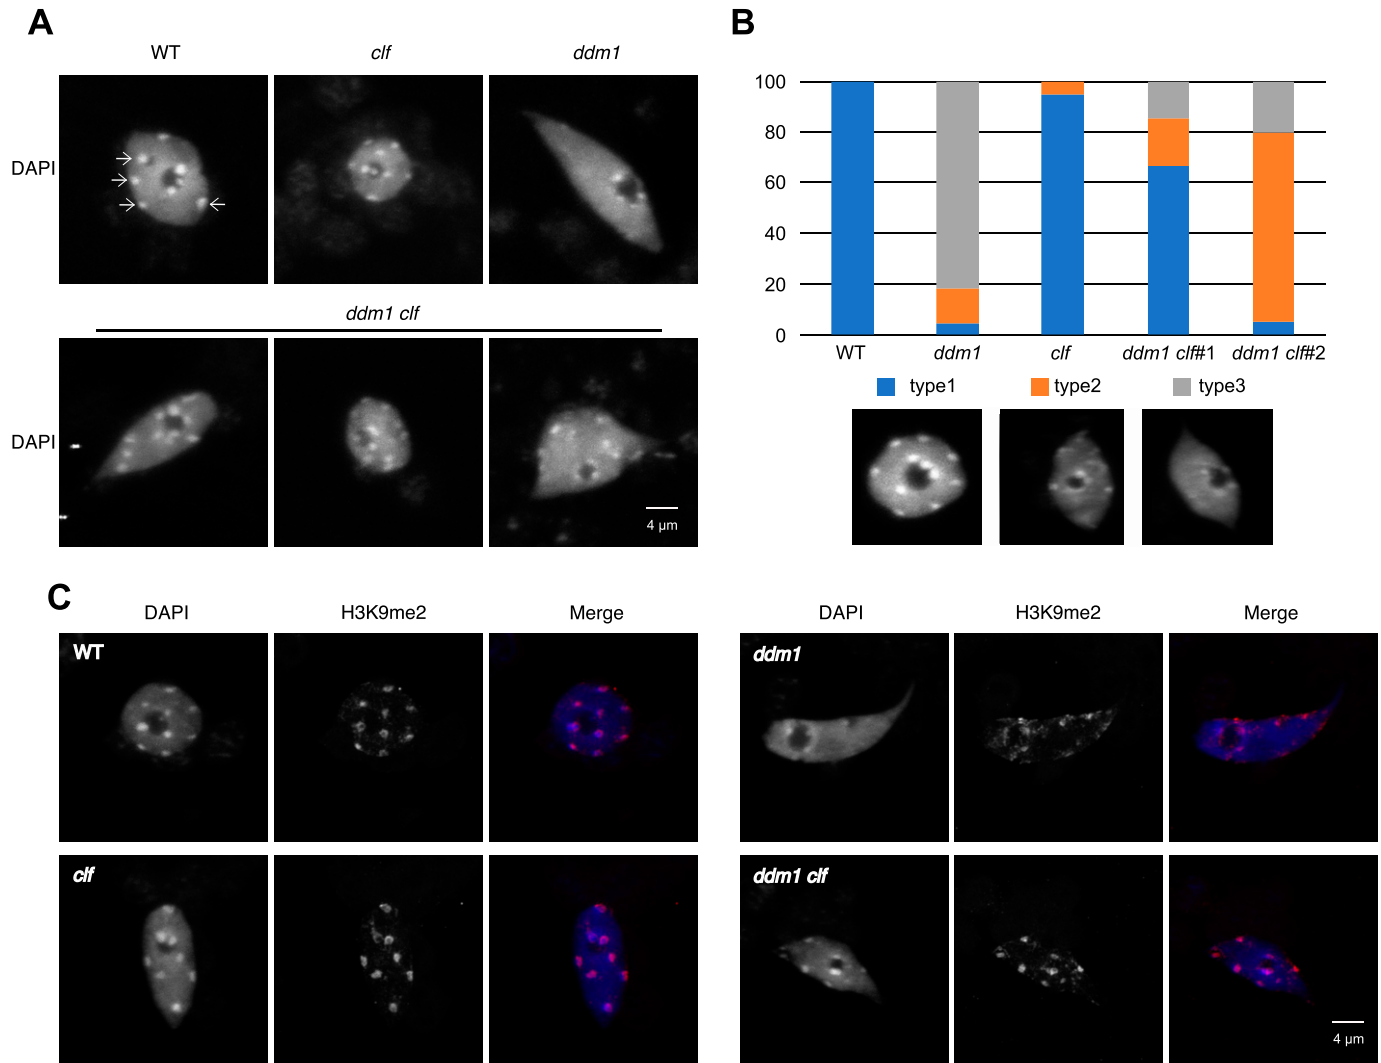 A
WT
clf
ddm1
DAPI
ddm1 clf
DAPI
4 µm
B
100
80
60
40
20
0
WT
ddm1
clf
ddm1 clf#1
ddm1 clf#2
type1
type2
type3
C
DAPI
H3K9me2
Merge
DAPI
H3K9me2
Merge
WT
ddm1
clf
ddm1 clf
4 µm